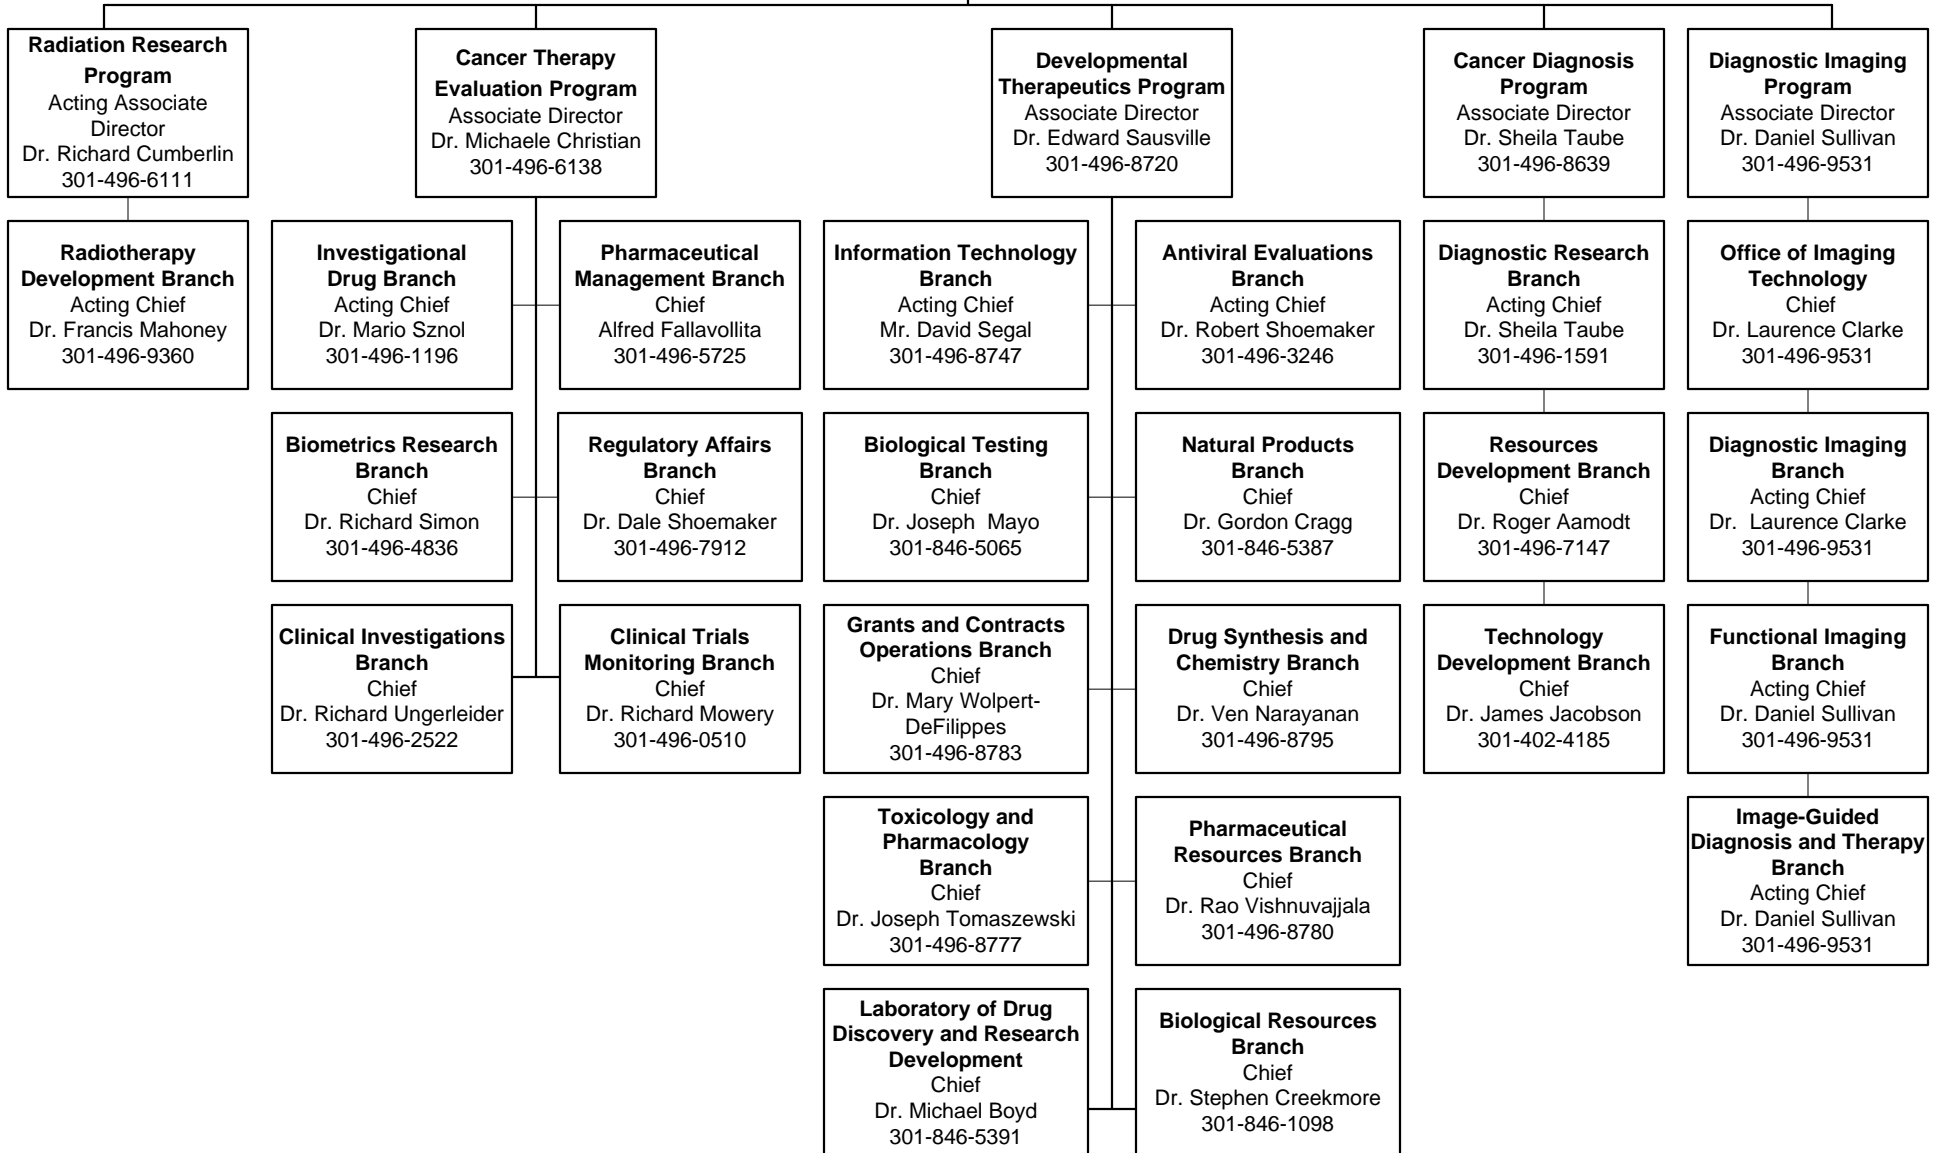 Radiation Research
Program
Acting Associate
Director
Dr. Richard Cumberlin
301-496-6111
Cancer Therapy
Evaluation Program
Associate Director
Dr. Michaele Christian
301-496-6138
Developmental
Therapeutics Program
Associate Director
Dr. Edward Sausville
301-496-8720
Cancer Diagnosis
Program
Associate Director
Dr. Sheila Taube
301-496-8639
Diagnostic Imaging
Program
Associate Director
Dr. Daniel Sullivan
301-496-9531
Radiotherapy
Development Branch
Acting Chief
Dr. Francis Mahoney
301-496-9360
Investigational
Drug Branch
Acting Chief
Dr. Mario Sznol
301-496-1196
Pharmaceutical
Management Branch
Chief
Alfred Fallavollita
301-496-5725
Information Technology
Branch
Acting Chief
Mr. David Segal
301-496-8747
Antiviral Evaluations
Branch
Acting Chief
Dr. Robert Shoemaker
301-496-3246
Diagnostic Research
Branch
Acting Chief
Dr. Sheila Taube
301-496-1591
Office of Imaging
Technology
Chief
Dr. Laurence Clarke
301-496-9531
Biometrics Research
Branch
Chief
Dr. Richard Simon
301-496-4836
Regulatory Affairs
Branch
Chief
Dr. Dale Shoemaker
301-496-7912
Biological Testing
Branch
Chief
Dr. Joseph  Mayo
301-846-5065
Natural Products
Branch
Chief
Dr. Gordon Cragg
301-846-5387
Resources
Development Branch
Chief
Dr. Roger Aamodt
301-496-7147
Diagnostic Imaging
Branch
Acting Chief
Dr.  Laurence Clarke
301-496-9531
Clinical Investigations
Branch
Chief
Dr. Richard Ungerleider
301-496-2522
Clinical Trials
Monitoring Branch
Chief
Dr. Richard Mowery
301-496-0510
Grants and Contracts
Operations Branch
Chief
Dr. Mary Wolpert-
DeFilippes
301-496-8783
Drug Synthesis and
Chemistry Branch
Chief
Dr. Ven Narayanan
301-496-8795
Technology
Development Branch
Chief
Dr. James Jacobson
301-402-4185
Functional Imaging
Branch
Acting Chief
Dr. Daniel Sullivan
301-496-9531
Toxicology and
Pharmacology
Branch
Chief
Dr. Joseph Tomaszewski
301-496-8777
Pharmaceutical
Resources Branch
Chief
Dr. Rao Vishnuvajjala
301-496-8780
Image-Guided
Diagnosis and Therapy
Branch
Acting Chief
Dr. Daniel Sullivan
301-496-9531
Laboratory of Drug
Discovery and Research
Development
Chief
Dr. Michael Boyd
301-846-5391
Biological Resources
Branch
Chief
Dr. Stephen Creekmore
301-846-1098